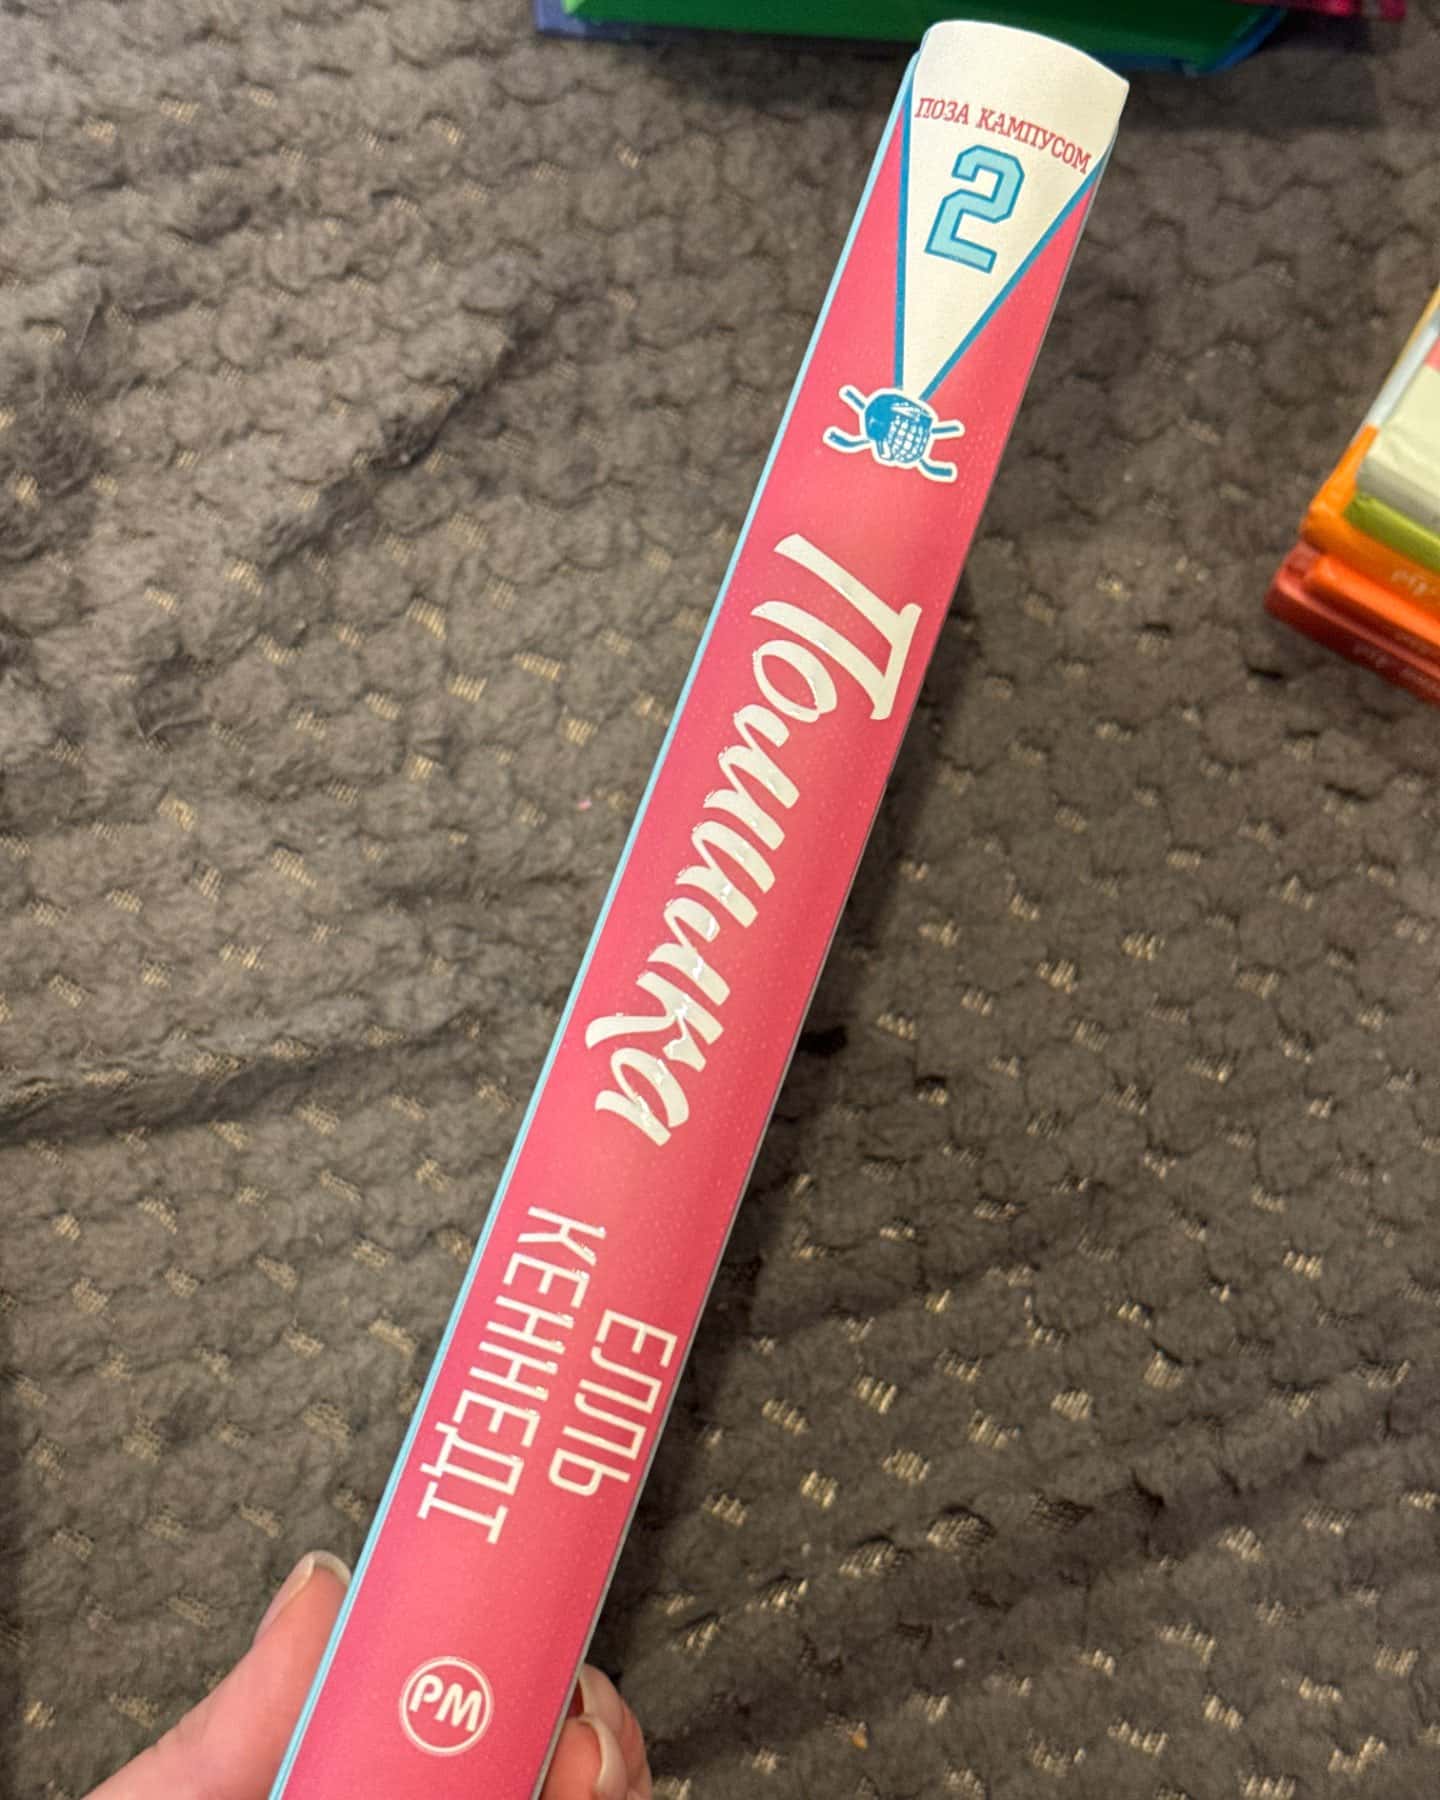 ПОЗА КАМПУСОМ
2
Помилка
ЕЛЛЬ
КЕННЕДІ
РМ